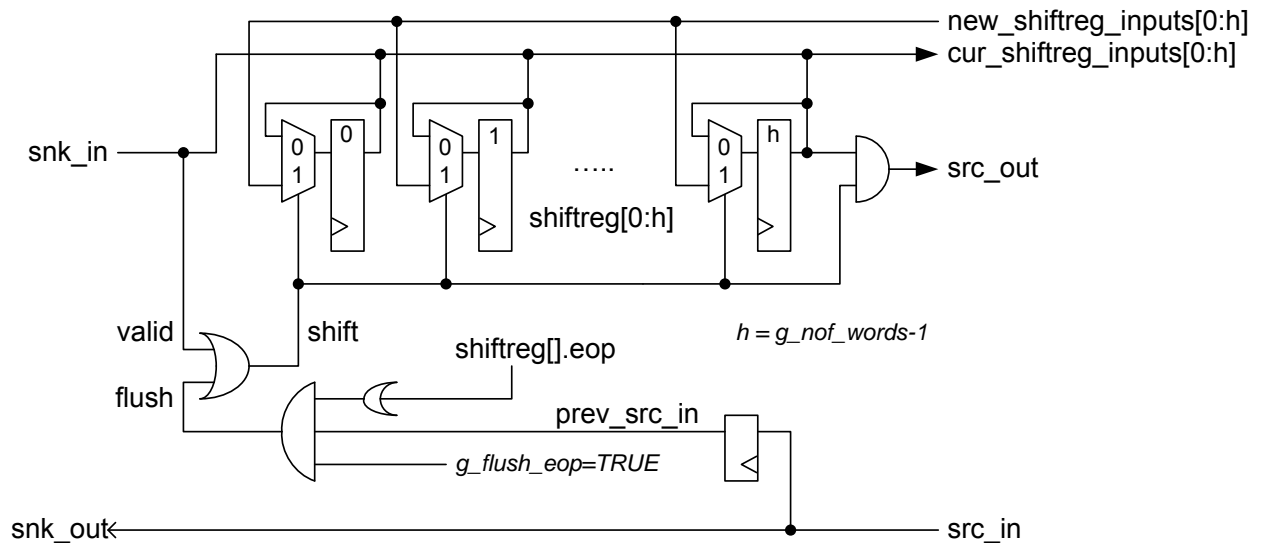 new_shiftreg_inputs[0:h]
cur_shiftreg_inputs[0:h]
snk_in
0
1
0
0
1
1
.....
0
1
h
src_out
shiftreg[0:h]
valid
shift
h = g_nof_words-1
shiftreg[].eop
flush
prev_src_in
g_flush_eop=TRUE
snk_out
src_in